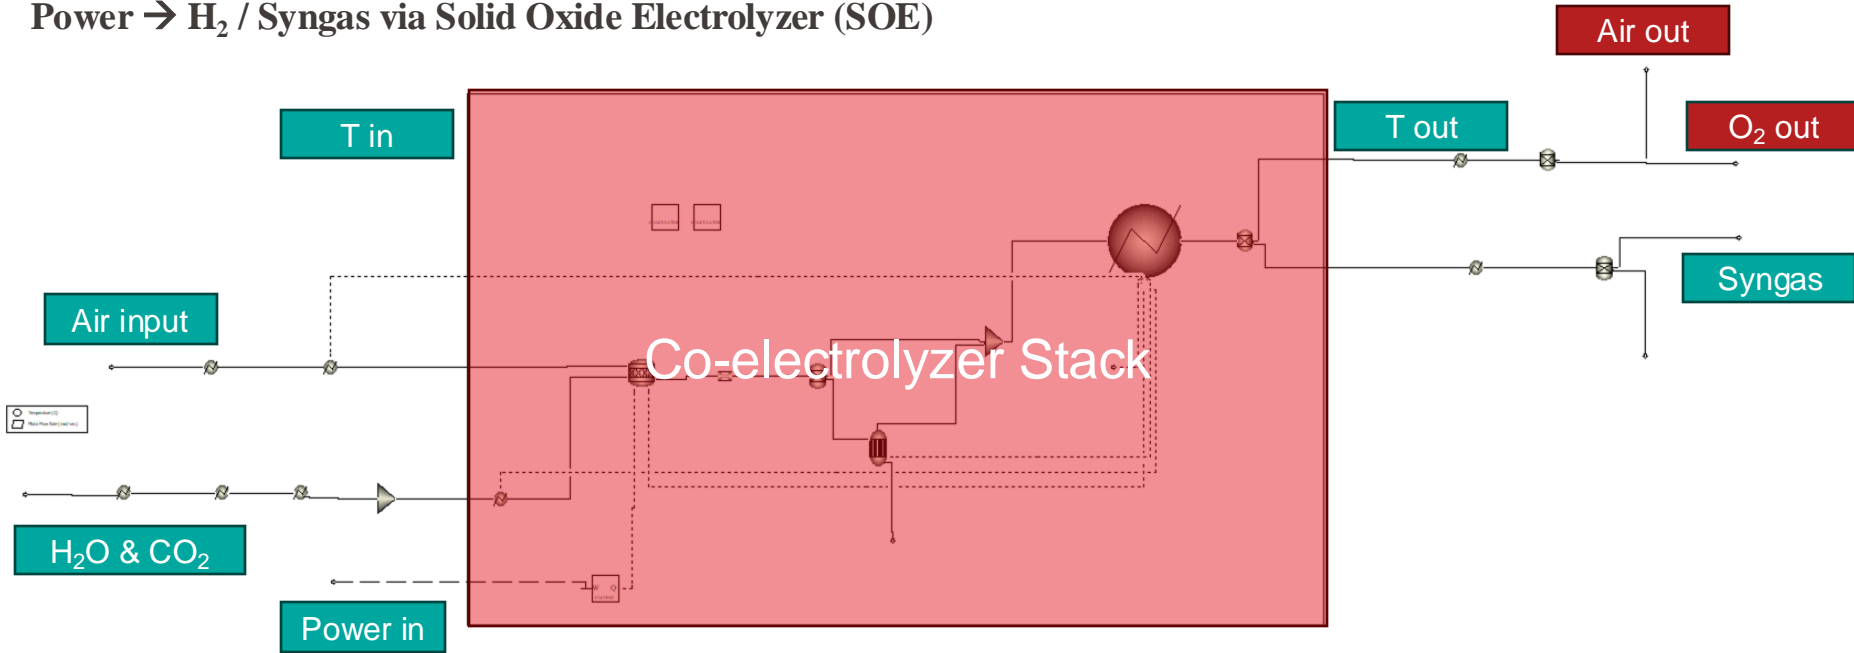 Power → H₂ / Syngas via Solid Oxide Electrolyzer (SOE)
Air out
T in
T out
O₂ out
Syngas
Air input
Co-electrolyzer Stack
Temperature (C)
H₂O & CO₂
W Q
Power in